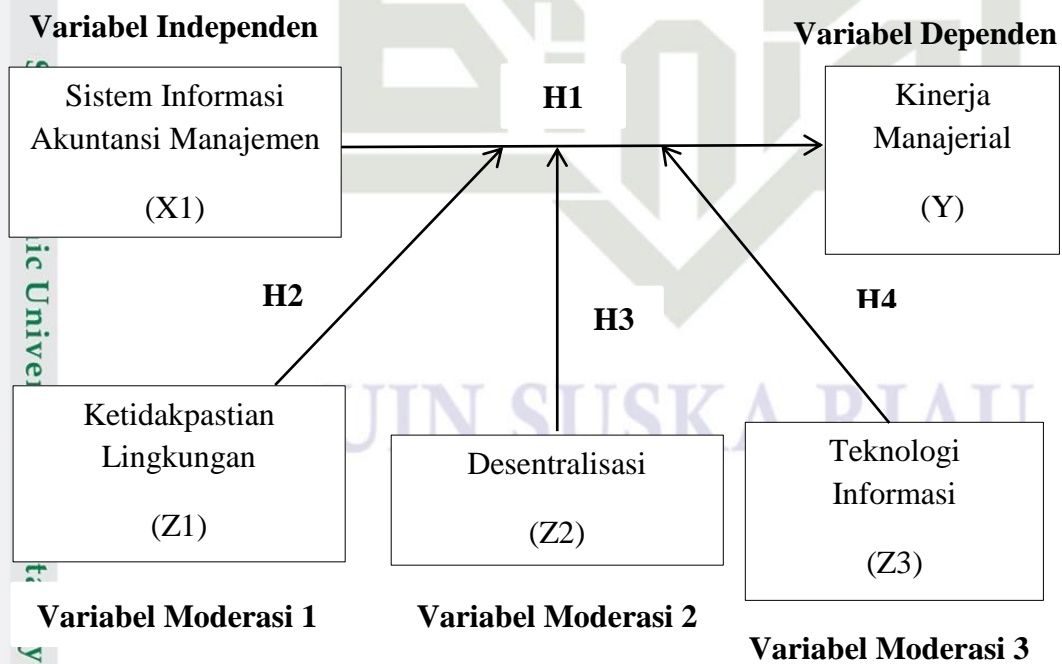 Variabel Independen
Variabel Dependen
Sistem Informasi
Akuntansi Manajemen
(X1)
H1
Kinerja
Manajerial
(Y)
H2
H3
H4
Ketidakpastian
Lingkungan
(Z1)
Desentralisasi
(Z2)
Teknologi
Informasi
(Z3)
Variabel Moderasi 1
Variabel Moderasi 2
Variabel Moderasi 3
UIN SUSKA RIAU